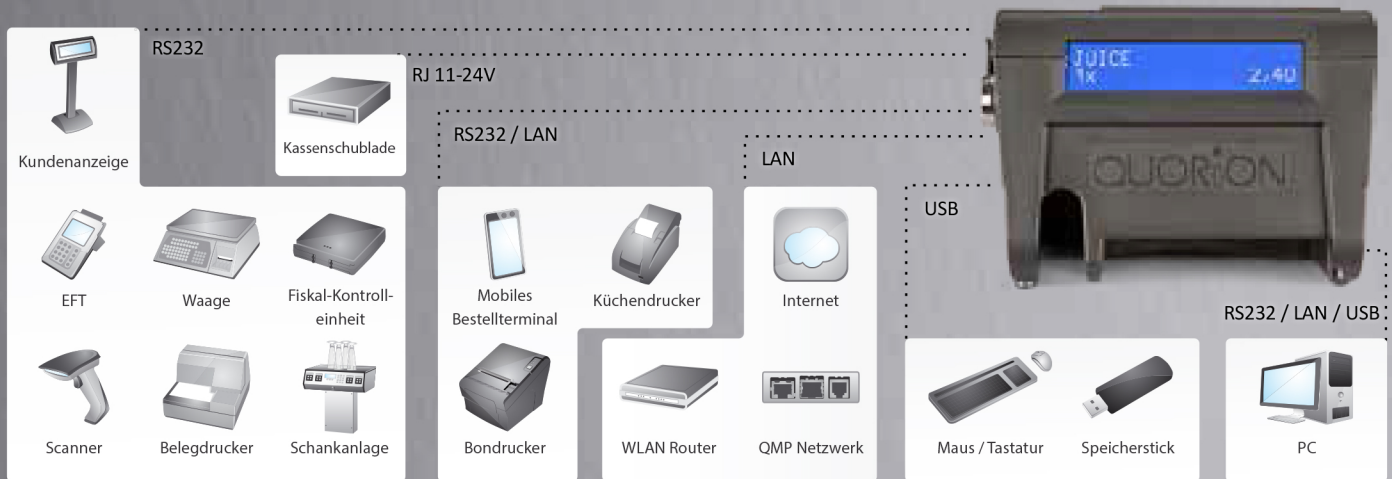 RS232
Kundenanzeige
RJ 11-24V
Kassenschublade
RS232 / LAN
LAN
USB
JUICE
1x 2,40
QUORiON
RS232 / LAN / USB
EFT
Waage
Fiskal-Kontroll-
einheit
Scanner
Belegdrucker
Schankanlage
Mobiles
Bestellterminal
Küchendrucker
Bondrucker
Internet
WLAN Router
QMP Netzwerk
Maus / Tastatur
Speicherstick
PC